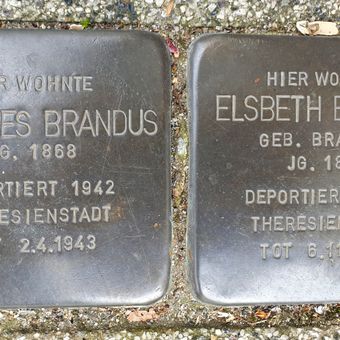 R WOHNTE
ES BRANDUS
G. 1868
RTIERT 1942
ESIENSTADT
2.4.1943
HIER WO
ELSBETH B
GEB. BRA
JG. 18
DEPORTIER
THERESIEN
TOT 6.1